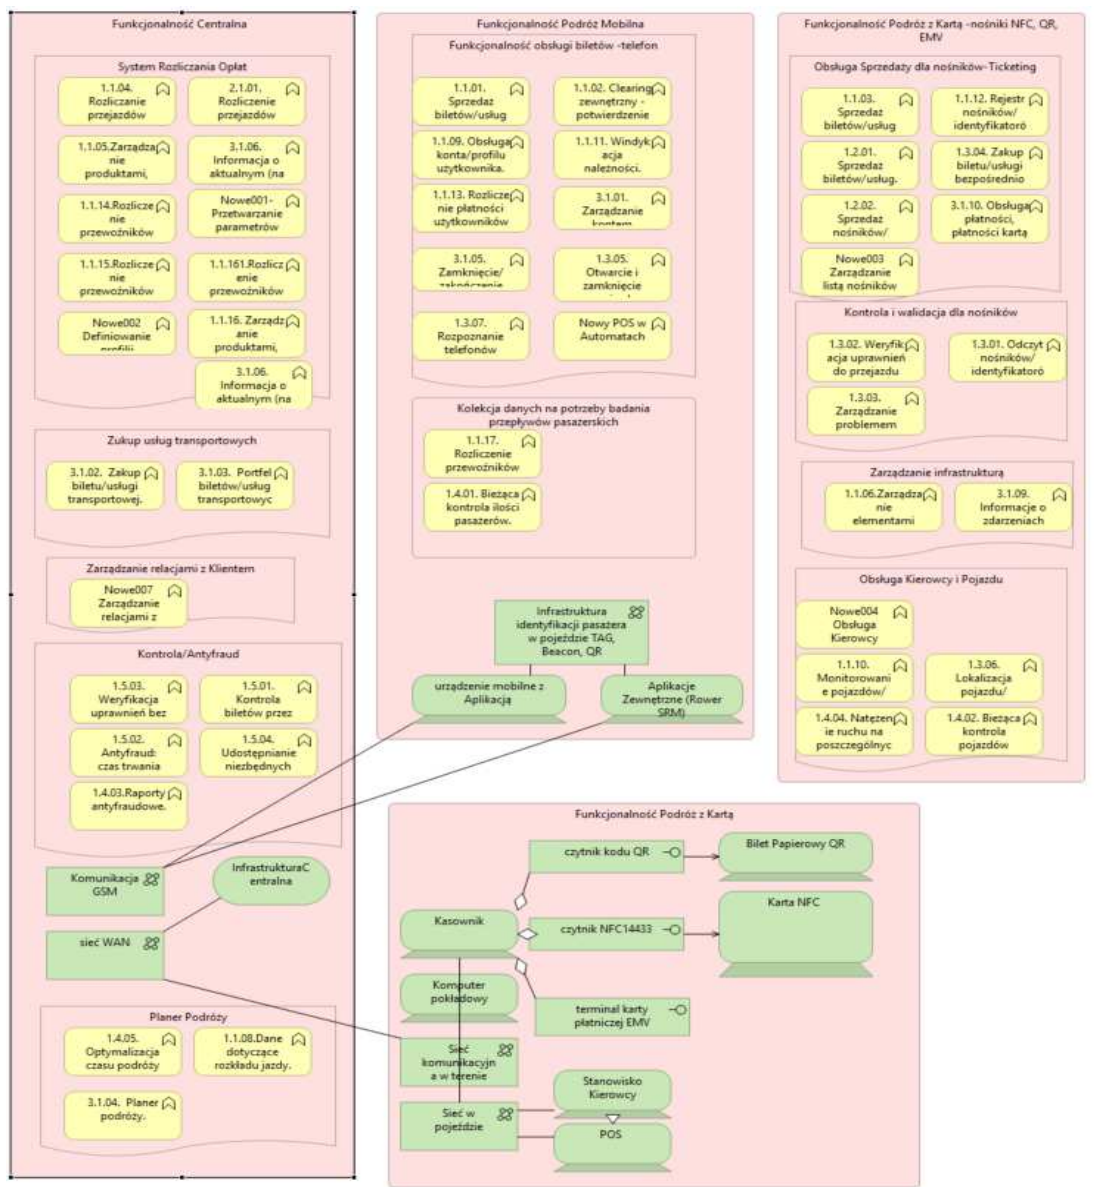 Funkcjonalność Centralna
System Rozliczania Opłat
1.1.04.
Rozliczanie
przejazdów
2.1.01.
Rozliczenie
przejazdów
1.1.05.Zarządza
nie
produktami,
3.1.06.
Informacja o
aktualnym (na
1.1.14.Rozlicze
nie
przewoźników
Nowe001-
Przetwarzanie
parametrów
1.1.15.Rozlicze
nie
przewoźników
1.1.161.Rozlicz
enie
przewoźników
Nowe002
Definiowanie
profili
1.1.16. Zarządz
anie
produktami,
3.1.06.
Informacja o
aktualnym (na
Zukup usług transportowych
3.1.02. Zakup
biletu/usługi
transportowej.
3.1.03. Portfel
biletów/usług
transportowyc
Zarządzanie relacjami z Klientem
Nowe007
Zarządzanie
relacjami z
Kontrola/Antyfraud
1.5.03.
Weryfikacja
uprawnień bez
1.5.01.
Kontrola
biletów przez
1.5.02.
Antyfraud:
czas trwania
1.5.04.
Udostępnianie
niezbędnych
1.4.03.Raporty
antyfraudowe.
Komunikacja
GSM
InfrastrukturaC
entralna
sieć WAN
Planer Podróży
1.4.05.
Optymalizacja
czasu podróży
1.1.08.Dane
dotyczące
rozkładu jazdy.
3.1.04. Planer
podróży.
Funkcjonalność Podróż Mobilna
Funkcjonalność obsługi biletów -telefon
1.1.01.
Sprzedaż
biletów/usług
1.1.02. Clearing
zewnętrzny -
potwierdzenie
1.1.09. Obsługa
konta/profilu
użytkownika.
1.1.11. Windyk
acja
należności.
1.1.13. Rozlicze
nie płatności
użytkowników
3.1.01.
Zarządzanie
kontem
3.1.05.
Zamknięcie/
zakończenie
1.3.05.
Otwarcie i
zamknięcie
1.3.07.
Rozpoznanie
telefonów
Nowy POS w
Automatach
Kolekcja danych na potrzeby badania
przepływów pasażerskich
1.1.17.
Rozliczenie
przewoźników
1.4.01. Bieżąca
kontrola ilości
pasażerów.
Infrastruktura
identyfikacji pasażera
w pojeździe TAG,
Beacon, QR
urządzenie mobilne z
Aplikacją
Aplikacje
Zewnętrzne (Rower
SRM)
Funkcjonalność Podróż z Kartą -nośniki NFC, QR,
EMV
Obsługa Sprzedaży dla nośników-Ticketing
1.1.03.
Sprzedaż
biletów/usług
1.1.12. Rejestr
nośników/
identyfikatoró
1.2.01.
Sprzedaż
biletów/usług.
1.3.04. Zakup
biletu/usługi
bezpośrednio
1.2.02.
Sprzedaż
nośników/
3.1.10. Obsługa
płatności,
płatności kartą
Nowe003
Zarządzanie
listą nośników
Kontrola i walidacja dla nośników
1.3.02. Weryfik
acja uprawnień
do przejazdu
1.3.01. Odczyt
nośników/
identyfikatoró
1.3.03.
Zarządzanie
problemem
Zarządzanie infrastrukturą
1.1.06.Zarządza
nie
elementami
3.1.09.
Informacje o
zdarzeniach
Obsługa Kierowcy i Pojazdu
Nowe004
Obsługa
Kierowcy
1.1.10.
Monitorowani
e pojazdów/
1.3.06.
Lokalizacja
pojazdu/
1.4.04. Natężen
ie ruchu na
poszczególnyc
1.4.02. Bieżąca
kontrola
pojazdów
Funkcjonalność Podróż z Kartą
czytnik kodu QR
Bilet Papierowy QR
Kasownik
czytnik NFC14433
Karta NFC
Komputer
pokładowy
terminal karty
płatniczej EMV
Sieć
komunikacyjn
a w terenie
Stanowisko
Kierowcy
Sieć w
pojeździe
POS